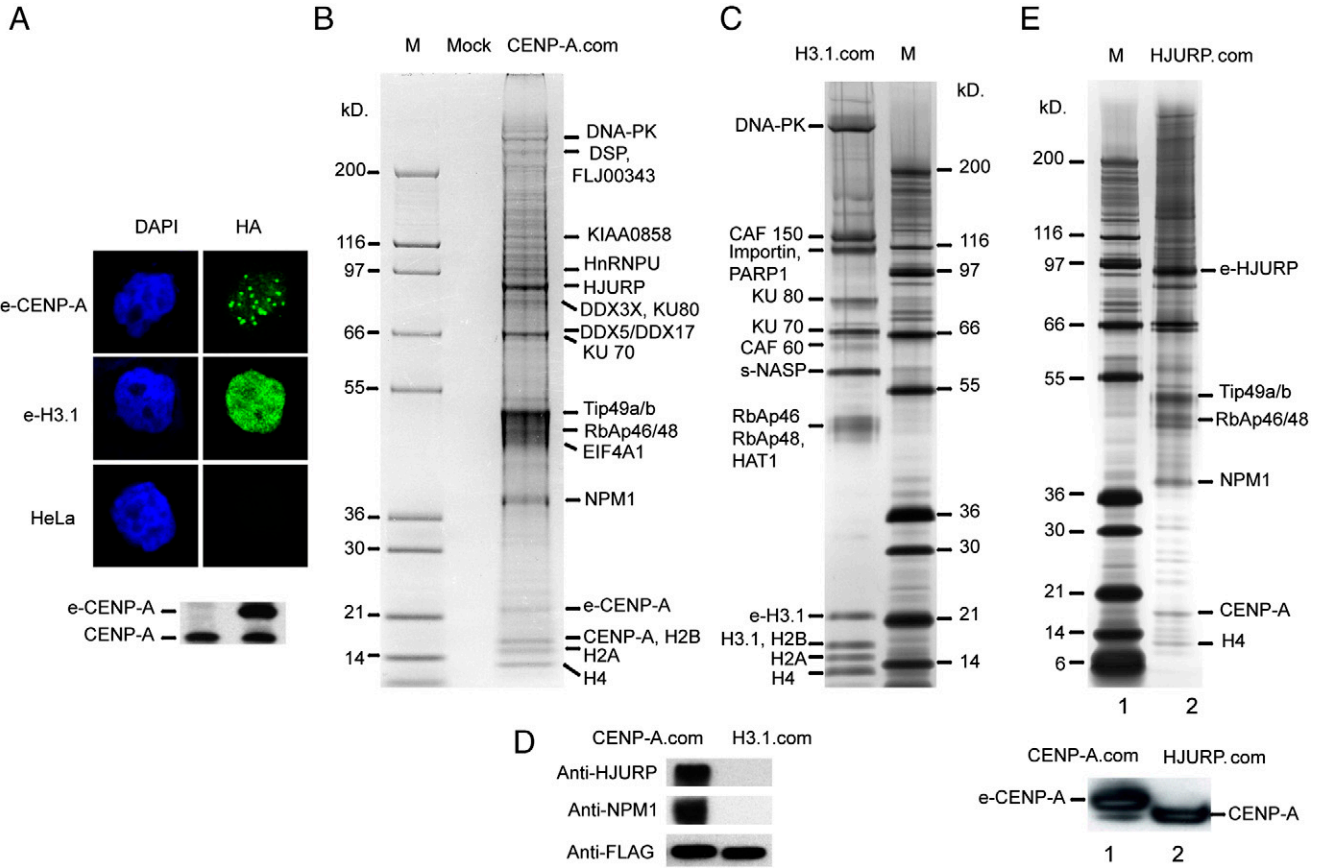 A
DAPI HA
e-CENP-A
e-H3.1
HeLa
e-CENP-A
CENP-A
B
M Mock CENP-A.com
kD.
200
116
97
66
55
36
30
21
14
DNA-PK
DSP,
FLJ00343
KIAA0858
HnRNPU
HJURP
DDX3X, KU80
DDX5/DDX17
KU 70
Tip49a/b
RbAp46/48
EIF4A1
NPM1
e-CENP-A
CENP-A, H2B
H2A
H4
C
H3.1.com M
kD.
DNA-PK
CAF 150
Importin,
PARP1
KU 80
KU 70
CAF 60
s-NASP
RbAp46
RbAp48,
HAT1
e-H3.1
H3.1, H2B
H2A
H4
200
116
97
66
55
36
30
21
14
D
CENP-A.com H3.1.com
Anti-HJURP
Anti-NPM1
Anti-FLAG
E
M HJURP.com
kD.
200
116
97
66
55
36
30
21
14
6
e-HJURP
Tip49a/b
RbAp46/48
NPM1
CENP-A
H4
1 2
CENP-A.com HJURP.com
e-CENP-A
CENP-A
1 2